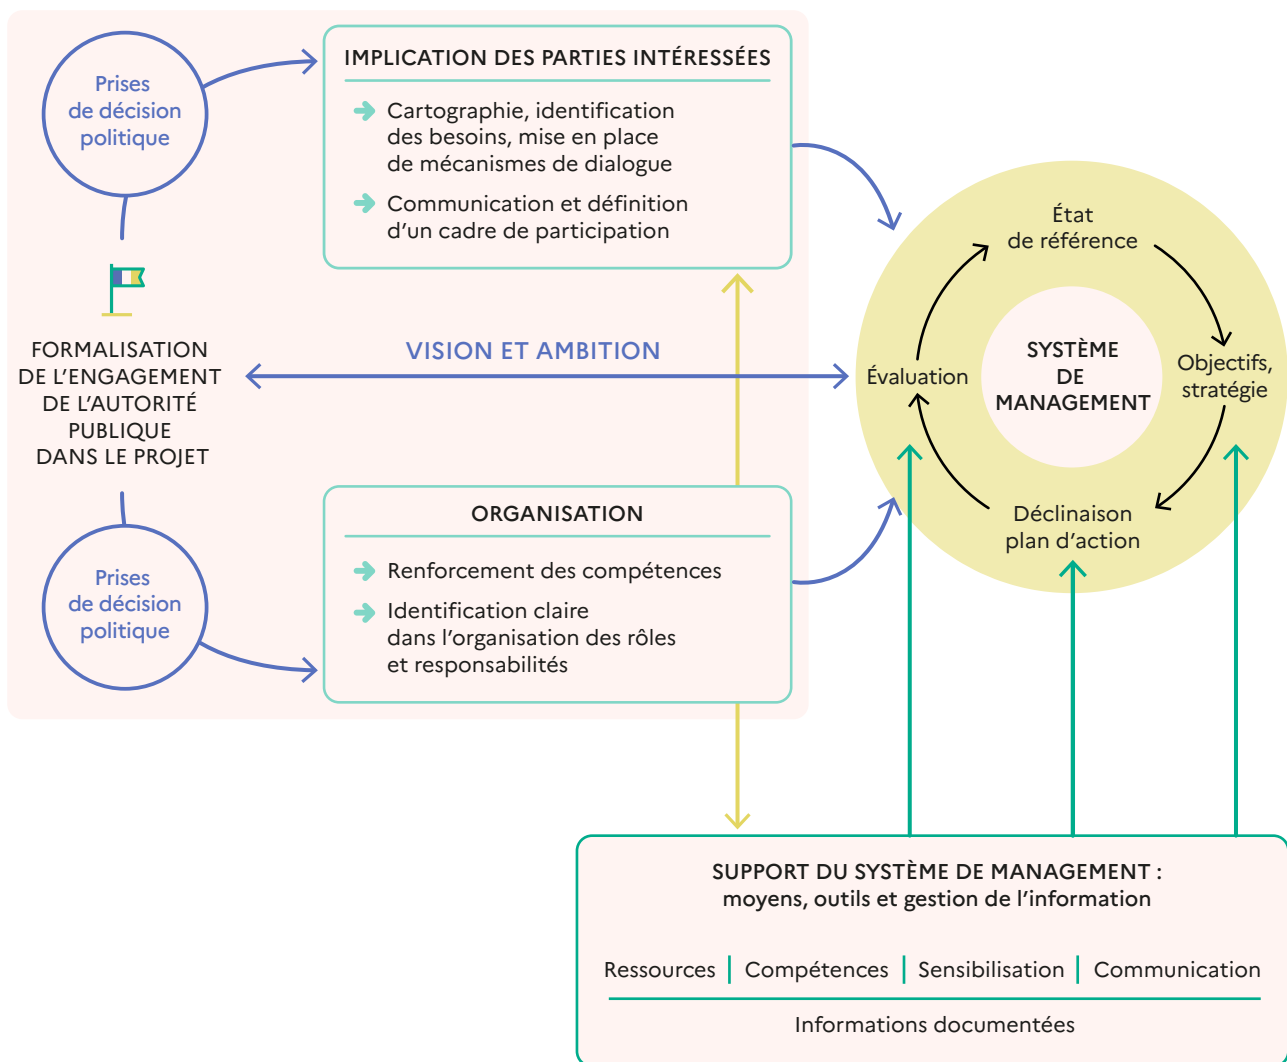 Prises
de décision
politique
IMPLICATION DES PARTIES INTÉRESSÉES
Cartographie, identification
des besoins, mise en place
de mécanismes de dialogue
Communication et définition
d’un cadre de participation
FORMALISATION
DE L’ENGAGEMENT
DE L’AUTORITÉ
PUBLIQUE
DANS LE PROJET
VISION ET AMBITION
État
de référence
Objectifs,
stratégie
Déclinaison
plan d’action
Évaluation
SYSTÈME
DE
MANAGEMENT
Prises
de décision
politique
ORGANISATION
Renforcement des compétences
Identification claire
dans l’organisation des rôles
et responsabilités
SUPPORT DU SYSTÈME DE MANAGEMENT :
moyens, outils et gestion de l’information
Ressources | Compétences | Sensibilisation | Communication
Informations documentées